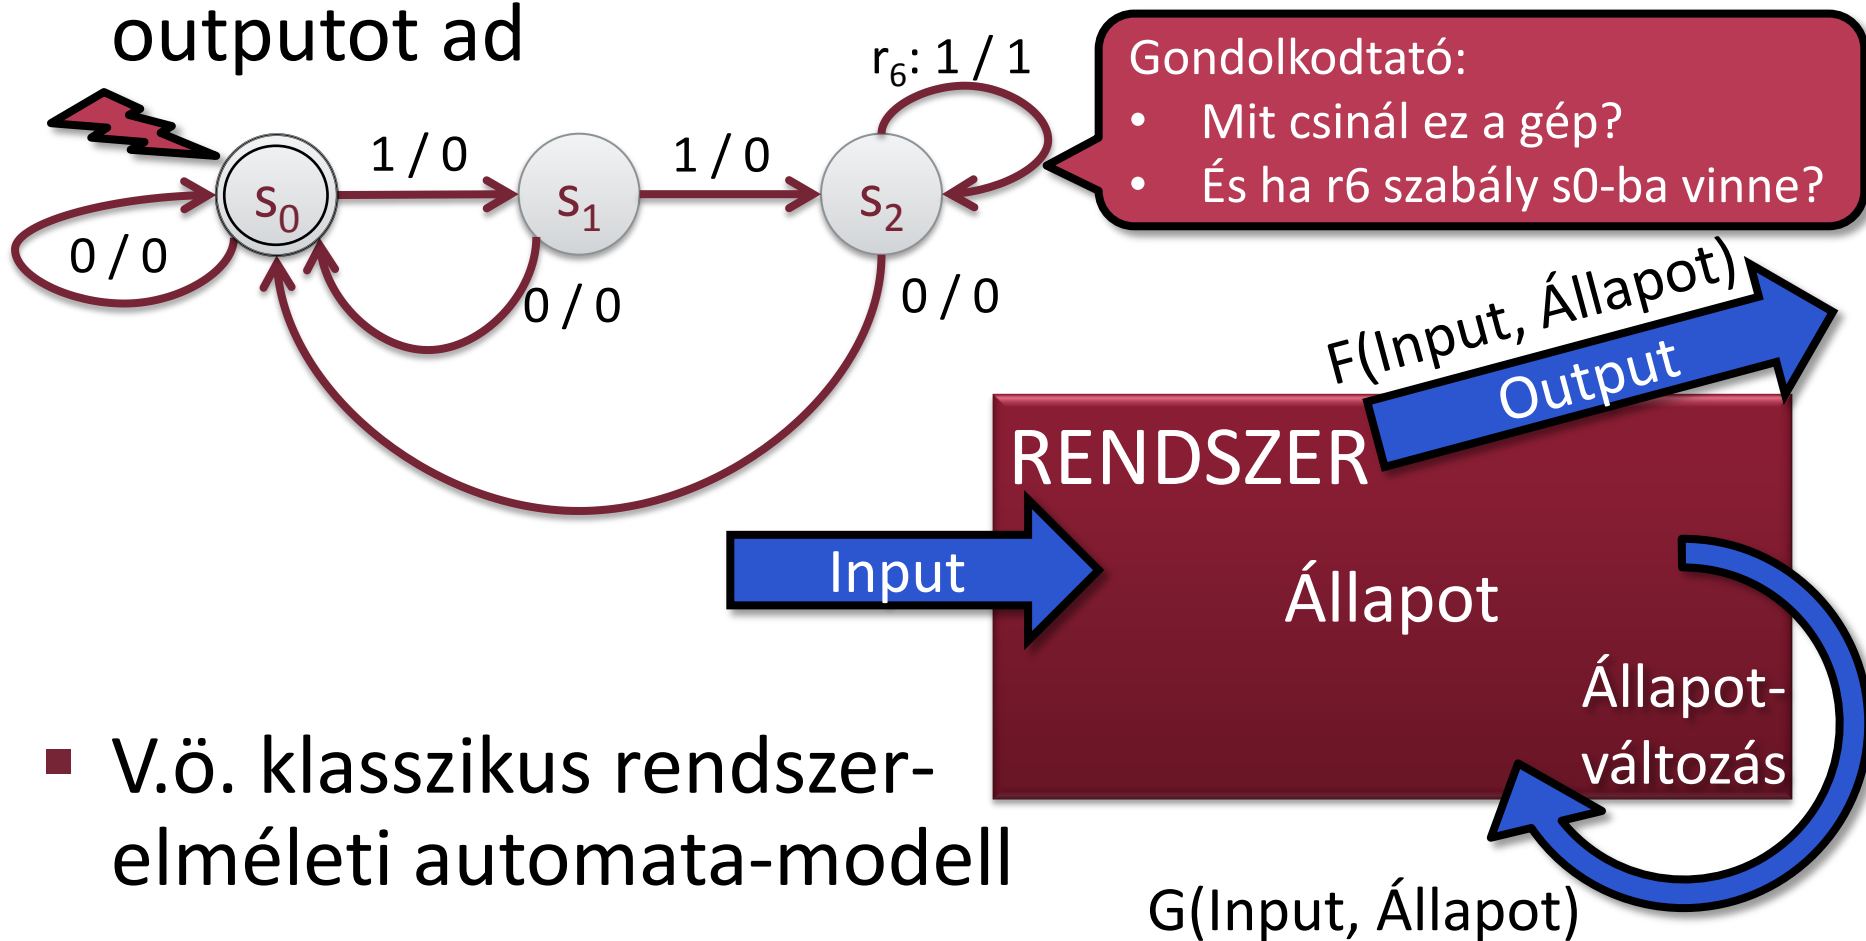 outputot ad
r6: 1 / 1
Gondolkodtató:
• Mit csinál ez a gép?
• És ha r6 szabály s0-ba vinne?
1 / 0
1 / 0
s0
s1
s2
0 / 0
0 / 0
0 / 0
F(Input, Állapot)
Output
RENDSZER
Input
Állapot
Állapot-
változás
▪ V.ö. klasszikus rendszer-
elméleti automata-modell
G(Input, Állapot)